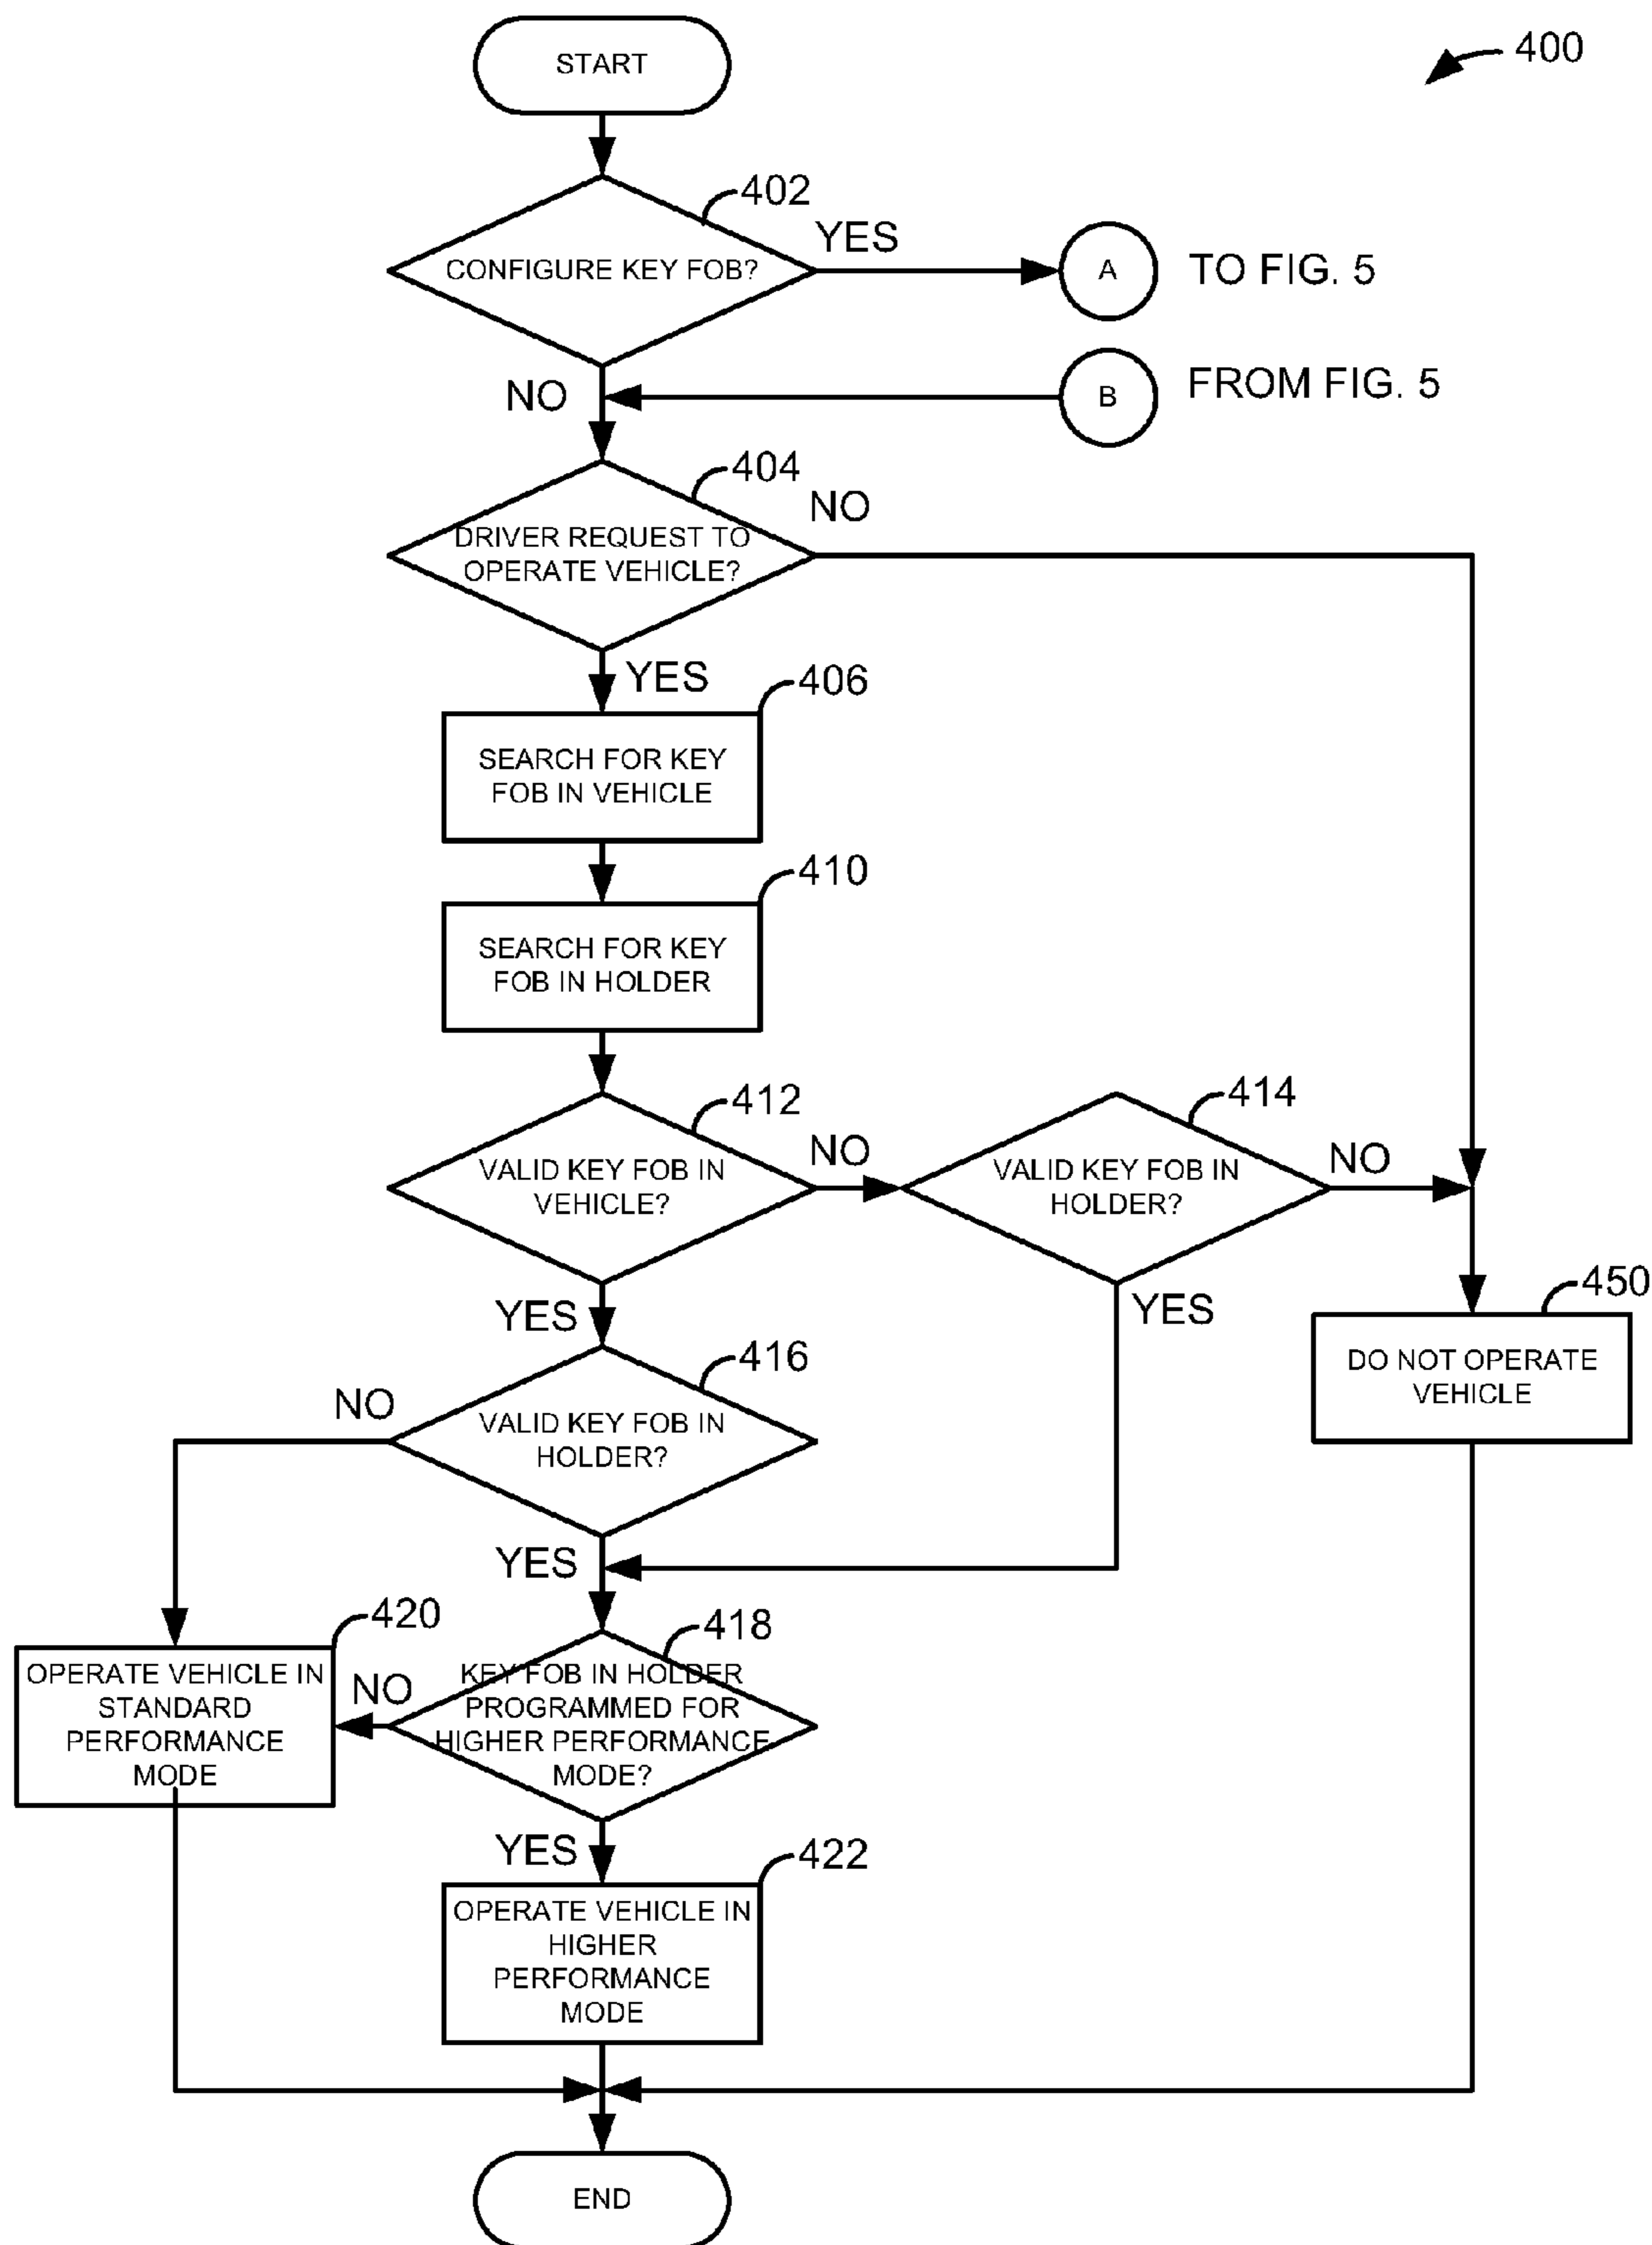 START
400
402
CONFIGURE KEY FOB?
YES
A
TO FIG. 5
NO
B
FROM FIG. 5
404
DRIVER REQUEST TO
OPERATE VEHICLE?
NO
YES
406
SEARCH FOR KEY
FOB IN VEHICLE
410
SEARCH FOR KEY
FOB IN HOLDER
412
VALID KEY FOB IN
VEHICLE?
NO
414
VALID KEY FOB IN
HOLDER?
NO
YES
YES
450
DO NOT OPERATE
VEHICLE
416
VALID KEY FOB IN
HOLDER?
NO
YES
418
KEY FOB IN HOLDER
PROGRAMMED FOR
HIGHER PERFORMANCE
MODE?
NO
420
OPERATE VEHICLE IN
STANDARD
PERFORMANCE
MODE
YES
422
OPERATE VEHICLE IN
HIGHER
PERFORMANCE
MODE
END